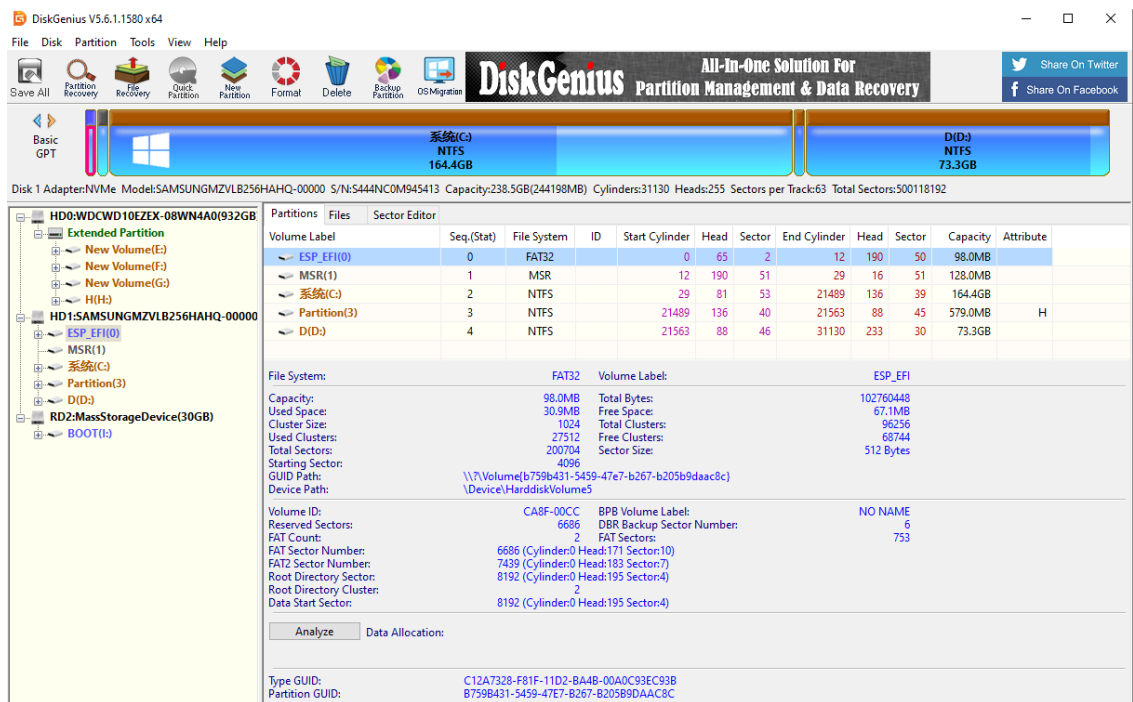 DiskGenius V5.6.1.1580 x64
File Disk Partition Tools View Help
Save All Partition Recovery File Recovery Quick Partition New Partition Format Delete Backup Partition OS Migration
DiskGenius All-In-One Solution For
Partition Management & Data Recovery
Share On Twitter
Share On Facebook
Basic
GPT
系统(C:)
NTFS
164.4GB
D(D:)
NTFS
73.3GB
Disk 1 Adapter:NVMe Model:SAMSUNGMZVLB256HAHQ-00000 S/N:S444NC0M945413 Capacity:238.5GB(244198MB) Cylinders:31130 Heads:255 Sectors per Track:63 Total Sectors:500118192
HD0:WDCWD10EZEX-08WN4A0(932GB)
Extended Partition
New Volume(E:)
New Volume(F:)
New Volume(G:)
H(H:)
HD1:SAMSUNGMZVLB256HAHQ-00000
ESP_EFI(0)
MSR(1)
系统(C:)
Partition(3)
D(D:)
RD2:MassStorageDevice(30GB)
BOOT(I:)
Partitions Files Sector Editor
Volume Label Seq.(Stat) File System ID Start Cylinder Head Sector End Cylinder Head Sector Capacity Attribute
ESP_EFI(0) 0 FAT32 0 65 2 12 190 50 98.0MB
MSR(1) 1 MSR 12 190 51 29 16 51 128.0MB
系统(C:) 2 NTFS 29 81 53 21489 136 39 164.4GB
Partition(3) 3 NTFS 21489 136 40 21563 88 45 579.0MB H
D(D:) 4 NTFS 21563 88 46 31130 233 30 73.3GB
File System: FAT32 Volume Label: ESP_EFI
Capacity: 98.0MB Total Bytes: 102760448
Used Space: 30.9MB Free Space: 67.1MB
Cluster Size: 1024 Total Clusters: 96256
Used Clusters: 27512 Free Clusters: 68744
Total Sectors: 200704 Sector Size: 512 Bytes
Starting Sector: 4096
GUID Path: \\?\Volume{b759b431-5459-47e7-b267-b205b9daac8c}
Device Path: \Device\HarddiskVolume5
Volume ID: CA8F-00CC BPB Volume Label: NO NAME
Reserved Sectors: 6686 DBR Backup Sector Number: 6
FAT Count: 2 FAT Sectors: 753
FAT Sector Number: 6686 (Cylinder:0 Head:171 Sector:10)
FAT2 Sector Number: 7439 (Cylinder:0 Head:183 Sector:7)
Root Directory Sector: 8192 (Cylinder:0 Head:195 Sector:4)
Root Directory Cluster: 2
Data Start Sector: 8192 (Cylinder:0 Head:195 Sector:4)
Analyze Data Allocation:
Type GUID: C12A7328-F81F-11D2-BA4B-00A0C93EC93B
Partition GUID: B759B431-5459-47E7-B267-B205B9DAAC8C